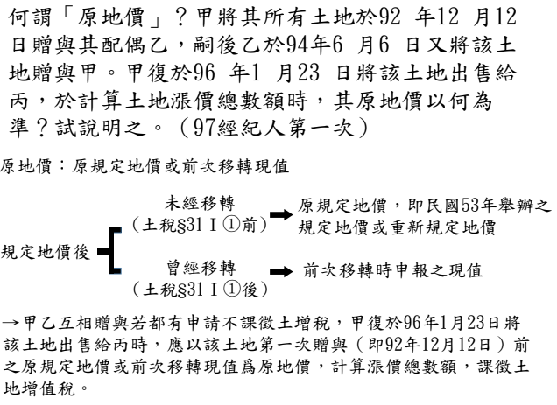 何謂「原地價」？甲將其所有土地於92 年12 月12
日贈與其配偶乙，嗣後乙於94年6 月6 日又將該土
地贈與甲。甲復於96 年1 月23 日將該土地出售給
丙，於計算土地漲價總數額時，其原地價以何為
準？試說明之。（97經紀人第一次）
原地價：原規定地價或前次移轉現值
未經移轉
（土稅§31Ⅰ①前）
原規定地價，即民國53年舉辦之
規定地價或重新規定地價
規定地價後
曾經移轉
（土稅§31Ⅰ①後）
前次移轉時申報之現值
→甲乙互相贈與若都有申請不課徵土增稅，甲復於96年1月23日將
該土地出售給丙時，應以該土地第一次贈與（即92年12月12日）前
之原規定地價或前次移轉現值爲原地價，計算漲價總數額，課徵土
地增值稅。